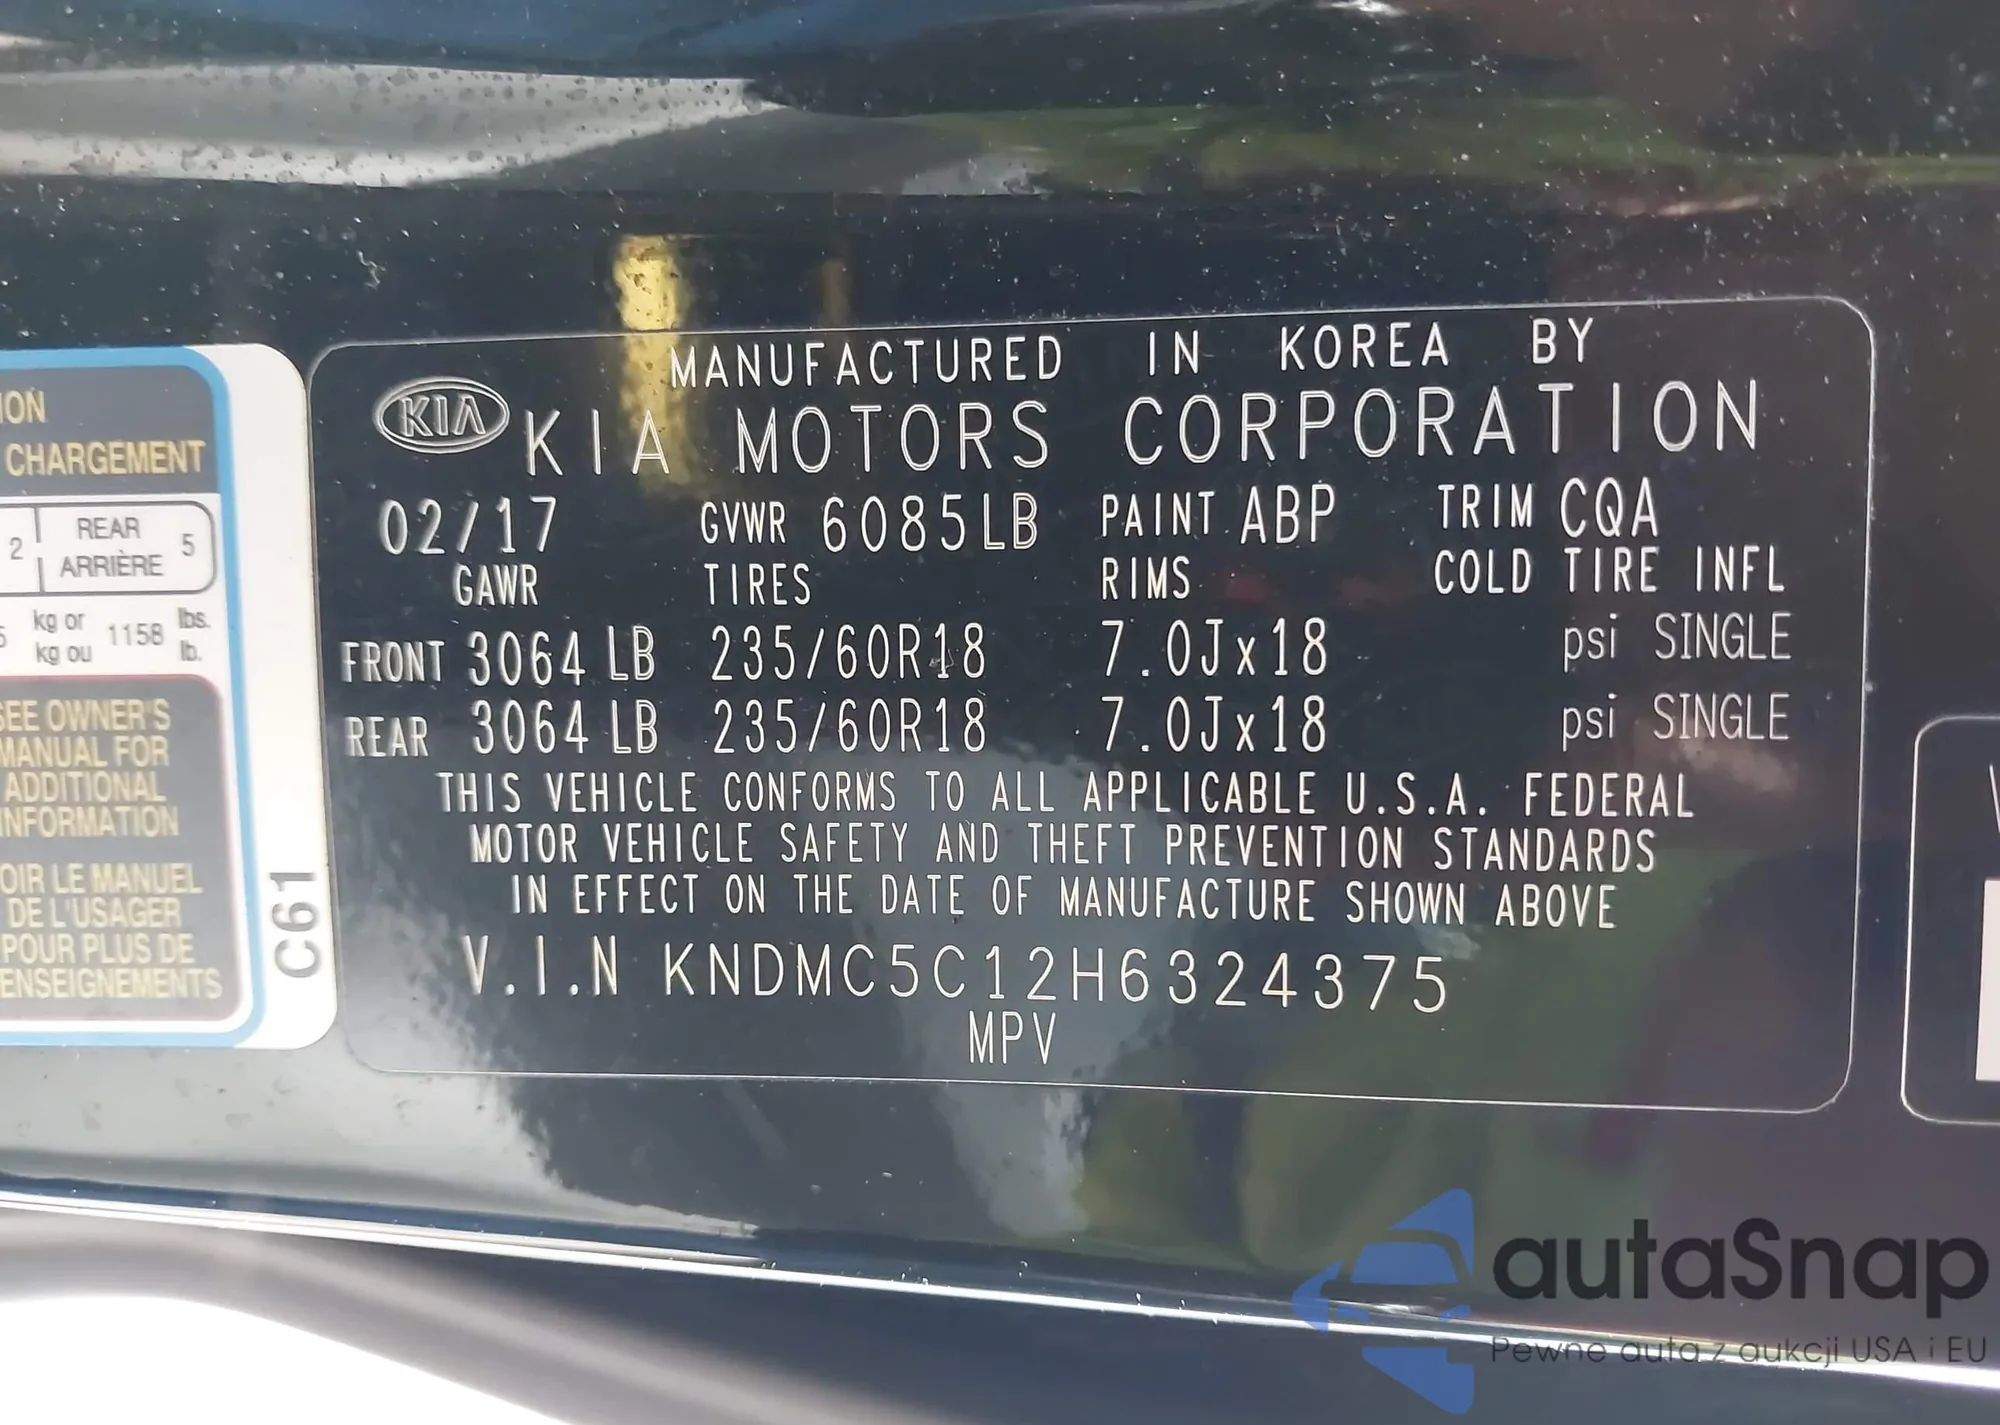 ION
CHARGEMENT
2 REAR 5
ARRIÈRE
kg or 1158 lbs.
kg ou lb.
SEE OWNER'S
MANUAL FOR
ADDITIONAL
INFORMATION
OIR LE MANUEL
DE L'USAGER
POUR PLUS DE
ENSEIGNEMENTS
C61
MANUFACTURED IN KOREA BY
KIA KIA MOTORS CORPORATION
02/17 GVWR 6085LB PAINT ABP TRIM CQA
GAWR TIRES RIMS COLD TIRE INFL
FRONT 3064 LB 235/60R18 7.0Jx18 psi SINGLE
REAR 3064 LB 235/60R18 7.0Jx18 psi SINGLE
THIS VEHICLE CONFORMS TO ALL APPLICABLE U.S.A. FEDERAL
MOTOR VEHICLE SAFETY AND THEFT PREVENTION STANDARDS
IN EFFECT ON THE DATE OF MANUFACTURE SHOWN ABOVE
V.I.N KNDMC5C12H6324375
MPV
autaSnap
Pewne auta z aukcji USA i EU